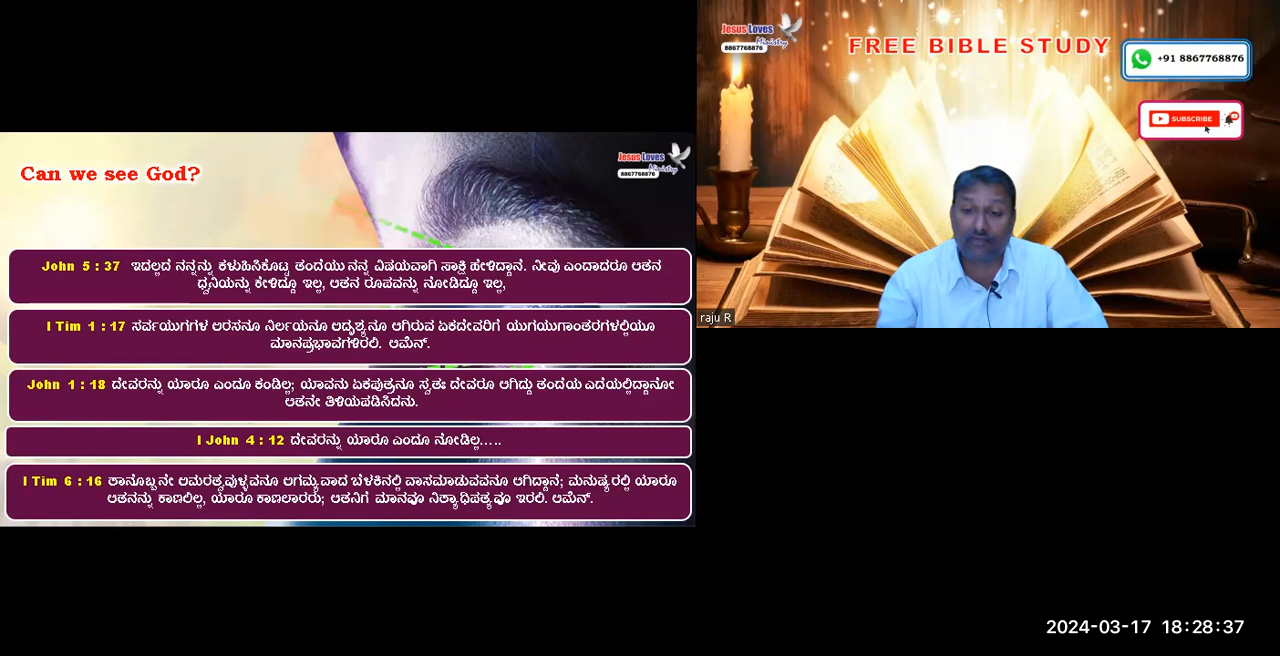 Can we see God?
Jesus Loves
Ministry
8867768876
John 5 : 37 ಇದಲ್ಲದೆ ನನ್ನನ್ನು ಕಳುಹಿಸಿಕೊಟ್ಟ ತಂದೆಯು ನನ್ನ ವಿಷಯವಾಗಿ ಸಾಕ್ಷಿ ಹೇಳಿದ್ದಾನೆ. ನೀವು ಎಂದಾದರೂ ಆತನ
ಧ್ವನಿಯನ್ನು ಕೇಳಿದ್ದೂ ಇಲ್ಲ, ಆತನ ರೂಪವನ್ನು ನೋಡಿದ್ದೂ ಇಲ್ಲ,
I Tim 1 : 17 ಸರ್ವಯುಗಗಳ ಅರಸನೂ ನಿರ್ಲಯನೂ ಅದೃಶ್ಯನೂ ಆಗಿರುವ ಏಕದೇವರಿಗೆ ಯುಗಯುಗಾಂತರಗಳಲ್ಲಿಯೂ
ಮಾನಪ್ರಭಾವಗಳಿರಲಿ. ಆಮೆನ್.
John 1 : 18 ದೇವರನ್ನು ಯಾರೂ ಎಂದೂ ಕಂಡಿಲ್ಲ; ಯಾವನು ಏಕಪುತ್ರನೂ ಸ್ವತಃ ದೇವರೂ ಆಗಿದ್ದು ತಂದೆಯ ಎದೆಯಲ್ಲಿದ್ದಾನೋ
ಆತನೇ ತಿಳಿಯಪಡಿಸಿದನು.
I John 4 : 12 ದೇವರನ್ನು ಯಾರೂ ಎಂದೂ ನೋಡಿಲ್ಲ.....
I Tim 6 : 16 ತಾನೊಬ್ಬನೇ ಅಮರತ್ವವುಳ್ಳವನೂ ಅಗಮ್ಯವಾದ ಬೆಳಕಿನಲ್ಲಿ ವಾಸಮಾಡುವವನೂ ಆಗಿದ್ದಾನೆ; ಮನುಷ್ಯರಲ್ಲಿ ಯಾರೂ
ಆತನನ್ನು ಕಾಣಲಿಲ್ಲ, ಯಾರೂ ಕಾಣಲಾರರು; ಆತನಿಗೆ ಮಾನವೂ ನಿತ್ಯಾಧಿಪತ್ಯವೂ ಇರಲಿ. ಆಮೆನ್.
Jesus Loves
Ministry
8867768876
FREE BIBLE STUDY
+91 8867768876
SUBSCRIBE
raju R
2024-03-17 18:28:37